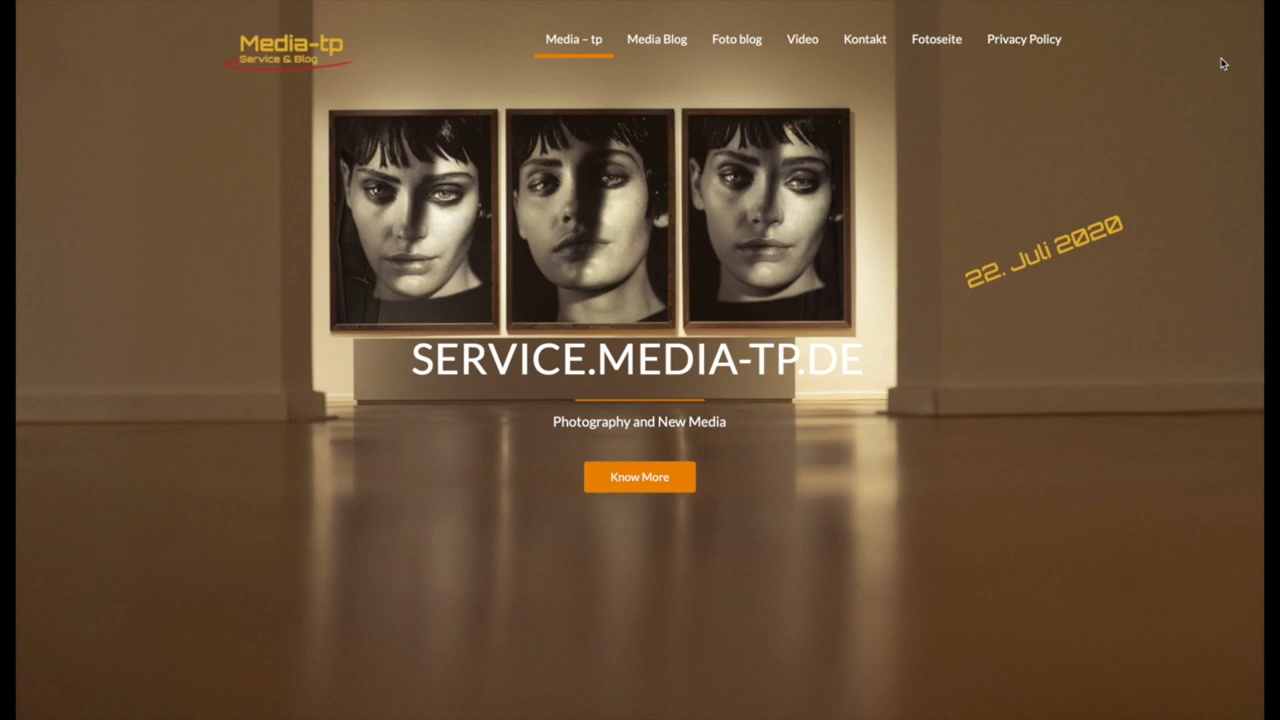 Media-tp
Service & Blog
Media – tp
Media Blog
Foto blog
Video
Kontakt
Fotoseite
Privacy Policy
22. Juli 2020
SERVICE.MEDIA-TP.DE
Photography and New Media
Know More